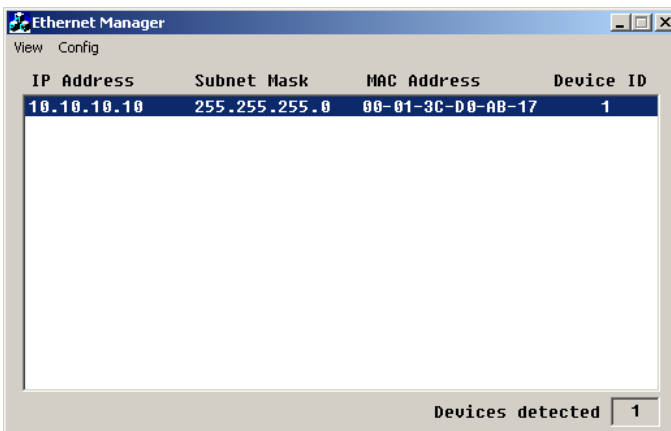 Ethernet Manager
View Config
IP Address Subnet Mask MAC Address Device ID
10.10.10.10 255.255.255.0 00-01-3C-D0-AB-17 1
Devices detected 1